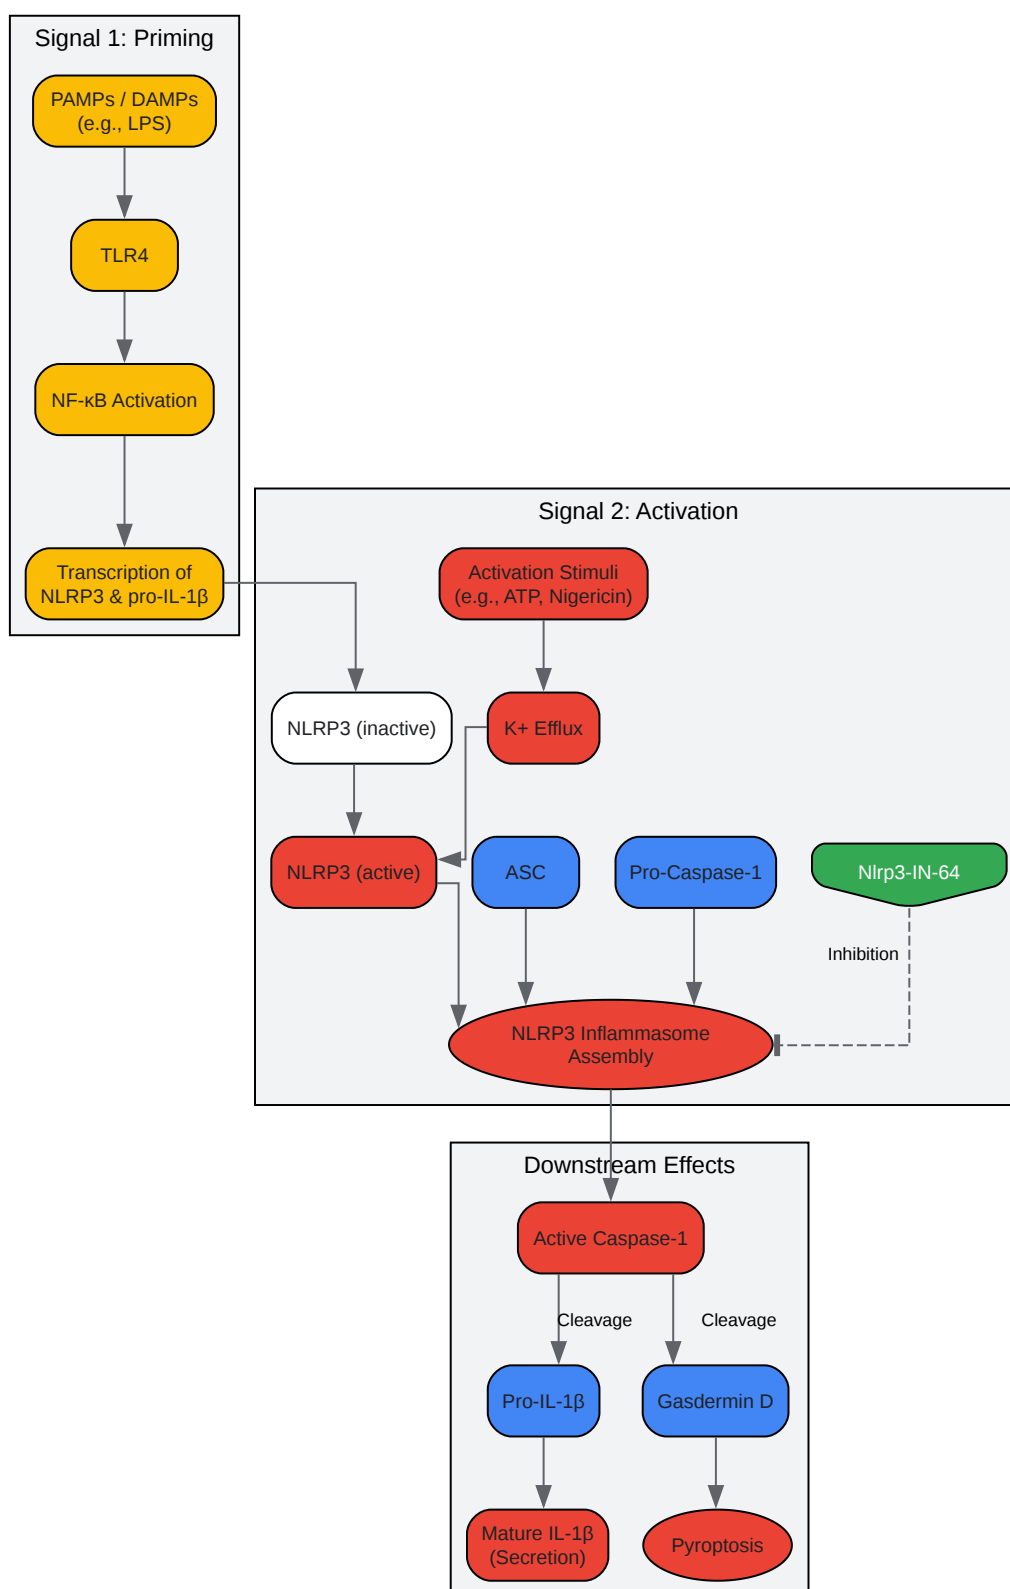 Signal 1: Priming
PAMPs / DAMPs
(e.g., LPS)
TLR4
NF-κB Activation
Transcription of
NLRP3 & pro-IL-1β
Signal 2: Activation
Activation Stimuli
(e.g., ATP, Nigericin)
NLRP3 (inactive)
K+ Efflux
NLRP3 (active)
ASC
Pro-Caspase-1
Nlrp3-IN-64
Inhibition
NLRP3 Inflammasome
Assembly
Downstream Effects
Active Caspase-1
Cleavage
Cleavage
Pro-IL-1β
Gasdermin D
Mature IL-1β
(Secretion)
Pyroptosis